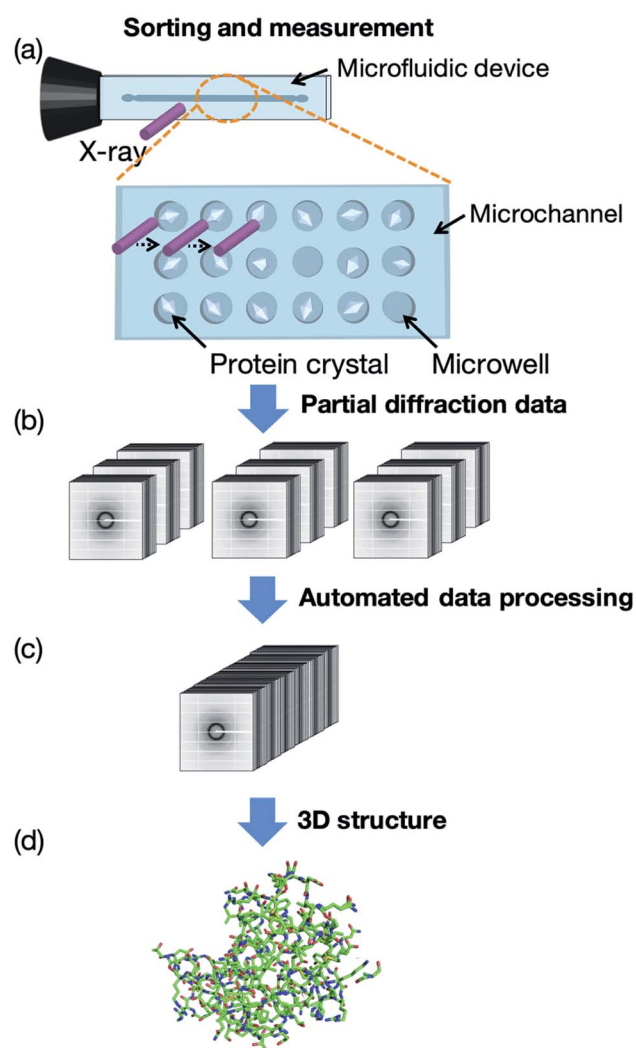 Sorting and measurement
(a)
Microfluidic device
X-ray
Microchannel
Protein crystal
Microwell
Partial diffraction data
(b)
Automated data processing
(c)
3D structure
(d)